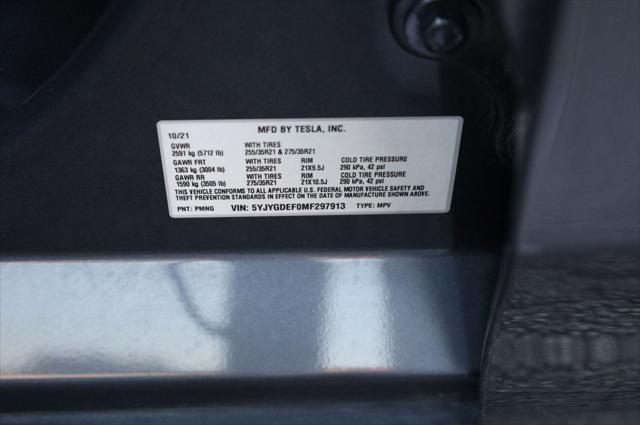 10/21 MFD BY TESLA, INC.
GVWR WITH TIRES
2591 kg (5712 lb) 255/35R21 & 275/35R21
GAWR FRT WITH TIRES RIM COLD TIRE PRESSURE
1363 kg (3004 lb) 255/35R21 21X9.5J 290 kPa, 42 psi
GAWR RR WITH TIRES RIM COLD TIRE PRESSURE
1590 kg (3505 lb) 275/35R21 21X10.5J 290 kPa, 42 psi
THIS VEHICLE CONFORMS TO ALL APPLICABLE U.S. FEDERAL MOTOR VEHICLE SAFETY AND
THEFT PREVENTION STANDARDS IN EFFECT ON THE DATE OF MANUFACTURE SHOWN ABOVE.
PNT: PMNG VIN: 5YJYGDEF0MF297913 TYPE: MPV